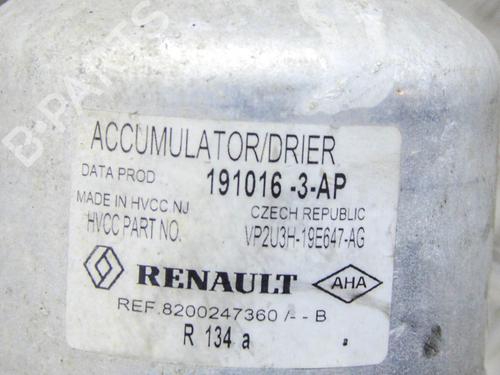 ACCUMULATOR/DRIER
DATA PROD 191016 -3-AP
MADE IN HVCC NJ CZECH REPUBLIC
HVCC PART NO. VP2U3H-19E647-AG
RENAULT AHA
REF.8200247360 /- - B
R 134 a
B-PARTS